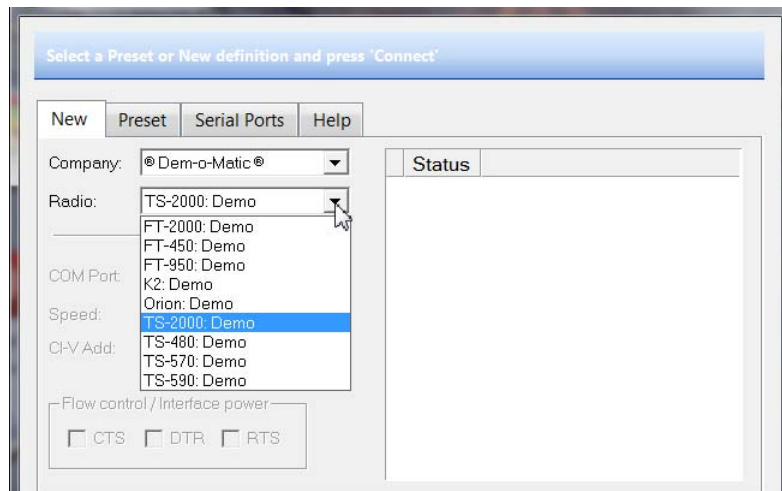 Select a Preset or New definition and press 'Connect'
New Preset Serial Ports Help
Company: ® Dem-o-Matic ® Status
Radio: TS-2000: Demo
FT-2000: Demo
FT-450: Demo
FT-950: Demo
COM Port:
K2: Demo
Orion: Demo
Speed:
TS-2000: Demo
TS-480: Demo
CI-V Add:
TS-570: Demo
TS-590: Demo
Flow control / Interface power
CTS DTR RTS